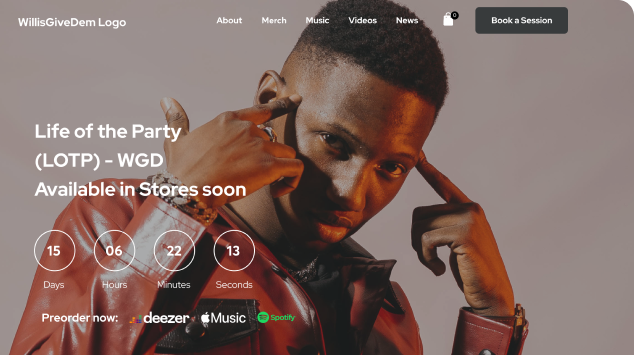 WillisGiveDem Logo
About Merch Music Videos News 0 Book a Session
Life of the Party
(LOTP) - WGD
Available in Stores soon
15 06 22 13
Days Hours Minutes Seconds
Preorder now: deezer Music Spotify